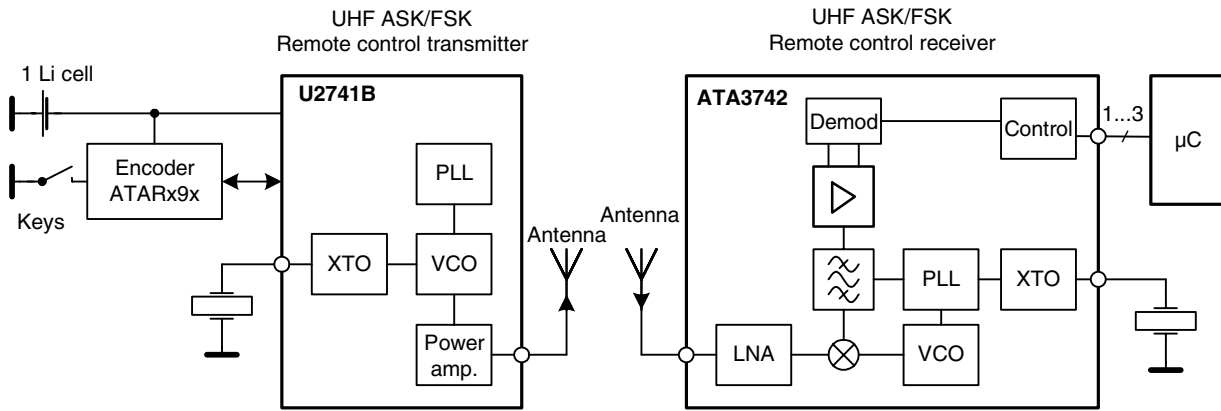 UHF ASK/FSK
Remote control transmitter
UHF ASK/FSK
Remote control receiver
1 Li cell
U2741B
ATA3742
Encoder
ATARx9x
Keys
PLL
XTO
VCO
Power
amp.
Antenna
Antenna
Demod
Control
1...3
µC
PLL
XTO
LNA
VCO